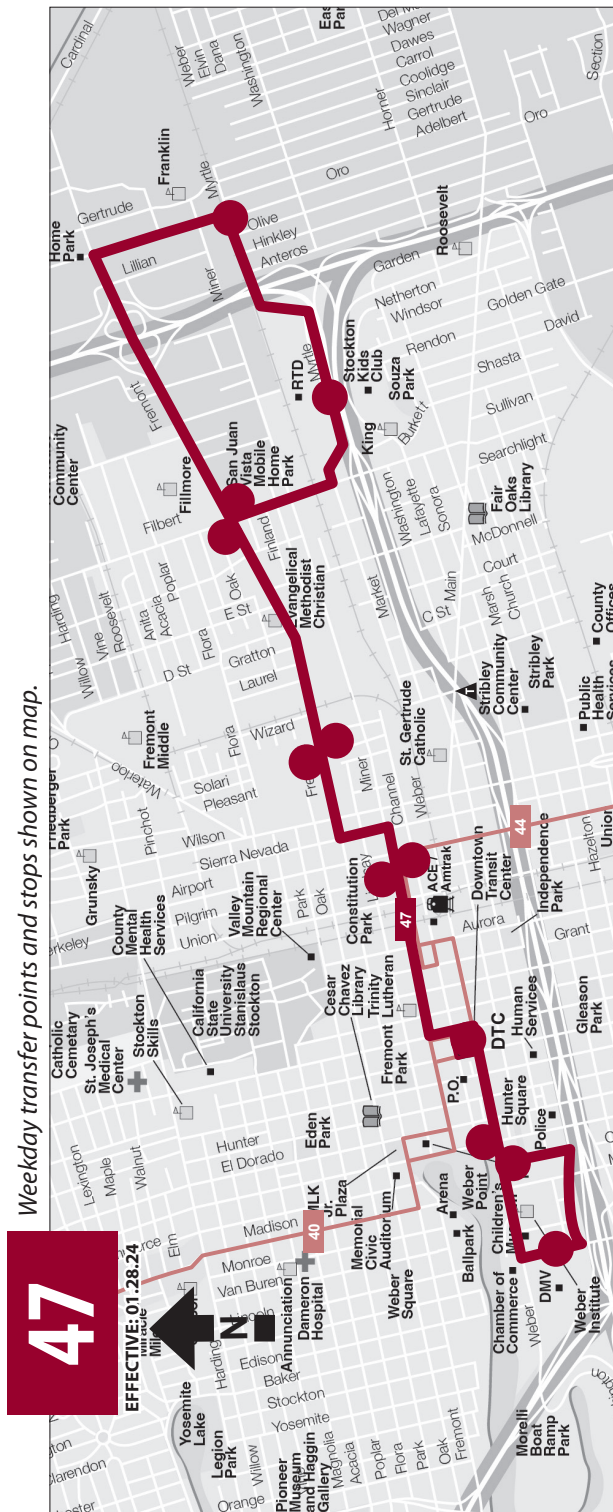 Weekday transfer points and stops shown on map.
47
EFFECTIVE: 01.28.24
N
Cardinal
Weber
Elvin
Dana
Washington
Wagner
Dawes
Carrol
Coolidge
Sinclair
Gertrude
Adelbert
Horner
Oro
Oro
Section
Franklin
Gertrude
Myrtle
Home
Park
Lillian
Miner
Olive
Hinkley
Anteros
Roosevelt
Garden
Netherton
Windsor
Rendon
Golden Gate
David
Shasta
Sullivan
Searchlight
Fremont
RTD
Myrtle
Stockton
Kids
Club
Souza
Park
King
Burkett
Community
Center
Fillmore
San Juan
Vista
Mobile
Home
Park
Filbert
Finland
Washington
Lafayette
Sonora
Fair
Oaks
Library
McDonnell
Harding
Willow
Vine
Roosevelt
Anita
Acacia
Poplar
Flora
Oak
E St
D St
Gratton
Laurel
Evangelical
Methodist
Christian
Market
Main
C St
Court
Church
Marsh
County
Offices
Stribley
Community
Center
Stribley
Park
Public
Health
Services
Fremont
Middle
Waterloo
Flora
Wizard
Miner
Channel
Weber
St. Gertrude
Catholic
Pinchot
Solari
Pleasant
Wilson
Sierra Nevada
Park
Grunsky
Airport
Pilgrim
Union
County
Mental
Health
Services
Valley
Mountain
Regional
Center
Park
Oak
Constitution
Park
47
44
ACE /
Amtrak
Downtown
Transit
Center
Independence
Park
Hazelton
Union
Aurora
Grant
Catholic
Cemetary
St. Joseph's
Medical
Center
Stockton
Skills
California
State
University
Stanislaus
Stockton
Cesar
Chavez
Library
Trinity
Lutheran
Fremont
Park
DTC
Human
Services
Gleason
Park
P.O.
Hunter
Square
Police
Eden
Park
Lexington
Maple
Walnut
Hunter
El Dorado
MLK
Jr.
Plaza
Memorial
Civic
Auditorium
Arena
Weber
Point
Ballpark
Elm
Madison
Monroe
Van Buren
40
Annunciation
Dameron
Hospital
Weber
Square
Chamber of
Commerce
DMV
Weber
Institute
Weber
Harding
Edison
Baker
Stockton
Yosemite
Yosemite
Lake
Legion
Park
Willow
Orange
Pioneer
Museum
and Haggin
Gallery
Magnolia
Acacia
Poplar
Flora
Park
Oak
Fremont
Morelli
Boat
Ramp
Park